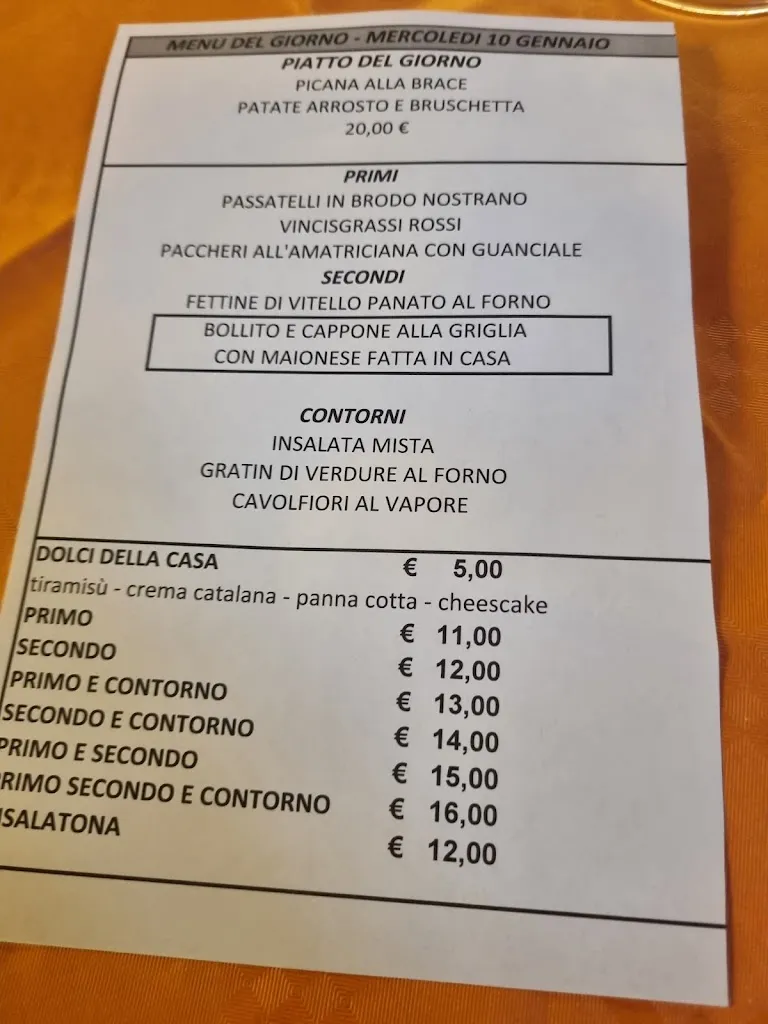 MENU DEL GIORNO - MERCOLEDI 10 GENNAIO
PIATTO DEL GIORNO
PICANA ALLA BRACE
PATATE ARROSTO E BRUSCHETTA
20,00 €
PRIMI
PASSATELLI IN BRODO NOSTRANO
VINCISGRASSI ROSSI
PACCHERI ALL'AMATRICIANA CON GUANCIALE
SECONDI
FETTINE DI VITELLO PANATO AL FORNO
BOLLITO E CAPPONE ALLA GRIGLIA
CON MAIONESE FATTA IN CASA
CONTORNI
INSALATA MISTA
GRATIN DI VERDURE AL FORNO
CAVOLFIORI AL VAPORE
DOLCI DELLA CASA € 5,00
tiramisù - crema catalana - panna cotta - cheescake
PRIMO € 11,00
SECONDO € 12,00
PRIMO E CONTORNO € 13,00
SECONDO E CONTORNO € 14,00
PRIMO E SECONDO € 15,00
RIMO SECONDO E CONTORNO € 16,00
SALATONA € 12,00